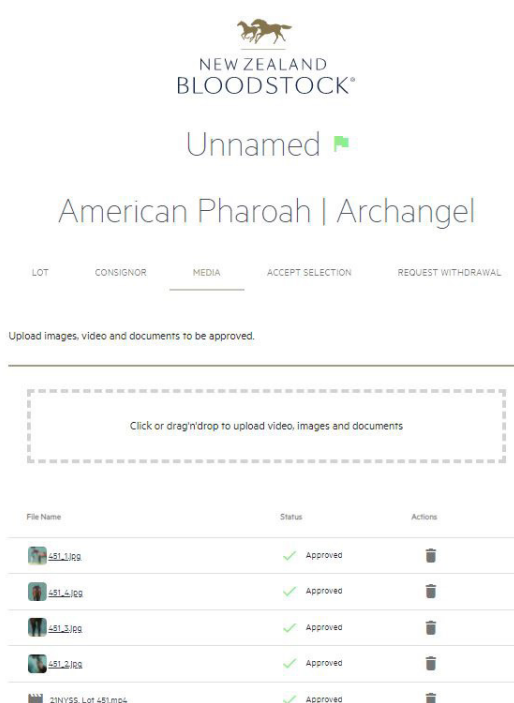 NEW ZEALAND
BLOODSTOCK®
Unnamed
American Pharoah | Archangel
LOT CONSIGNOR MEDIA ACCEPT SELECTION REQUEST WITHDRAWAL
Upload images, video and documents to be approved.
Click or drag'n'drop to upload video, images and documents
File Name Status Actions
451_1.jpg Approved
451_4.jpg Approved
451_3.jpg Approved
451_2.jpg Approved
21NYSS, Lot 451.mp4 Approved